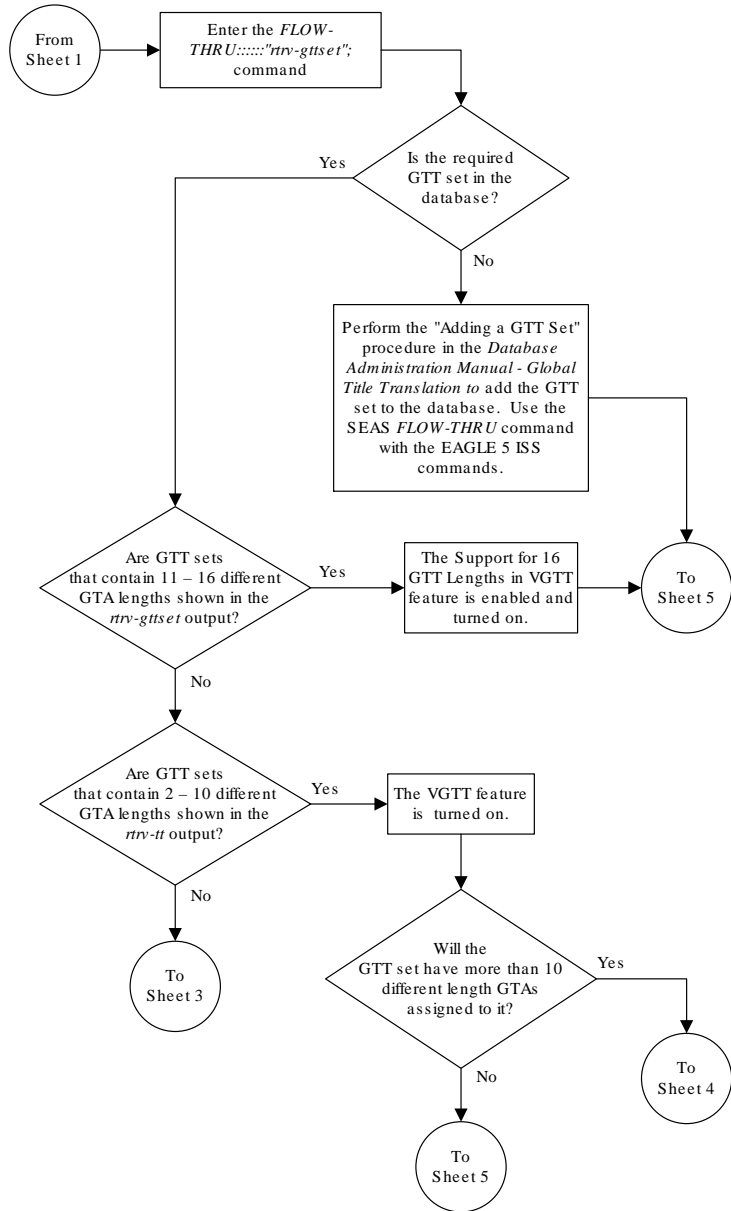 From
Sheet 1
Enter the FLOW-
THRU::::::"rtrv-gttset";
command
Is the required
GTT set in the
database?
Yes
No
Perform the "Adding a GTT Set"
procedure in the Database
Administration Manual - Global
Title Translation to add the GTT
set to the database. Use the
SEAS FLOW-THRU command
with the EAGLE 5 ISS
commands.
Are GTT sets
that contain 11 – 16 different
GTA lengths shown in the
rtrv-gttset output?
Yes
The Support for 16
GTT Lengths in VGTT
feature is enabled and
turned on.
To
Sheet 5
No
Are GTT sets
that contain 2 – 10 different
GTA lengths shown in the
rtrv-tt output?
Yes
The VGTT feature
is turned on.
No
To
Sheet 3
Will the
GTT set have more than 10
different length GTAs
assigned to it?
Yes
To
Sheet 4
No
To
Sheet 5